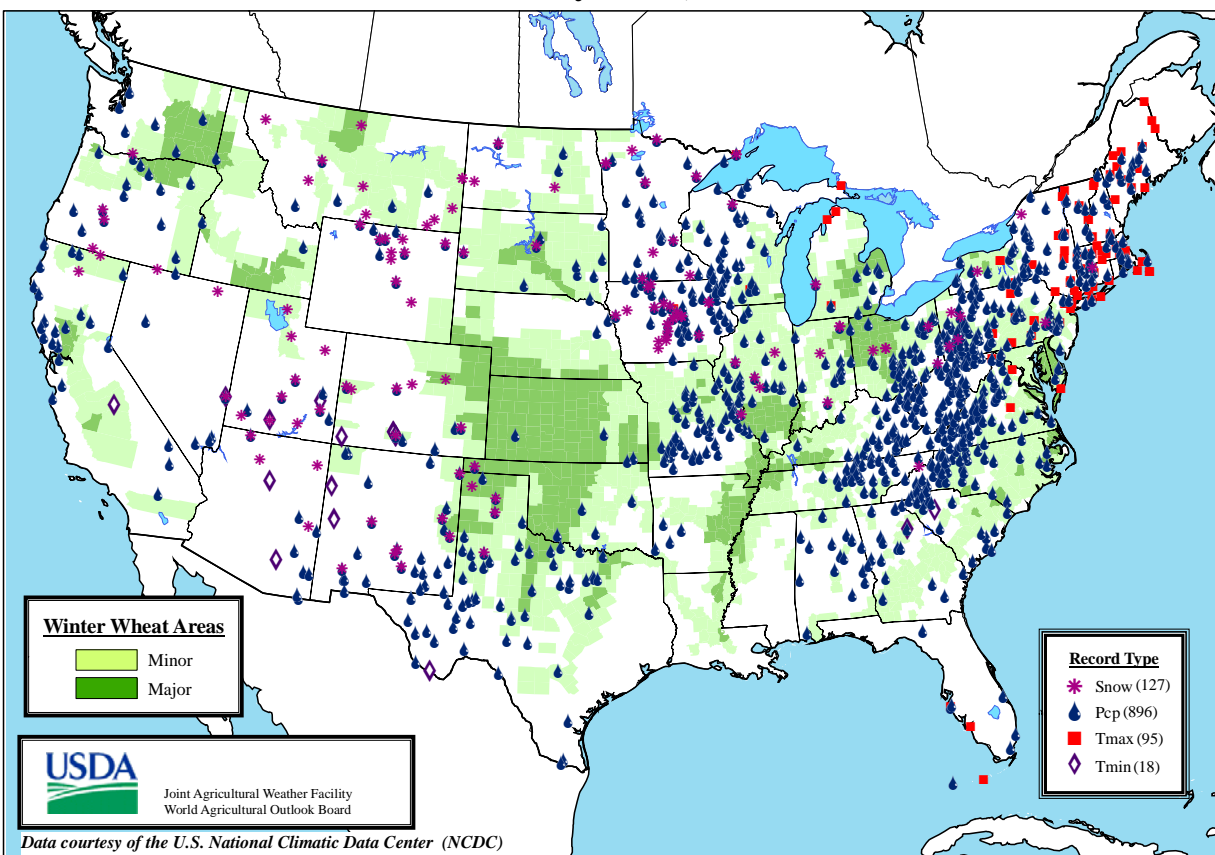 Winter Wheat Areas
Minor
Major
Record Type
Snow (127)
Pcp (896)
Tmax (95)
Tmin (18)
USDA
Joint Agricultural Weather Facility
World Agricultural Outlook Board
Data courtesy of the U.S. National Climatic Data Center (NCDC)